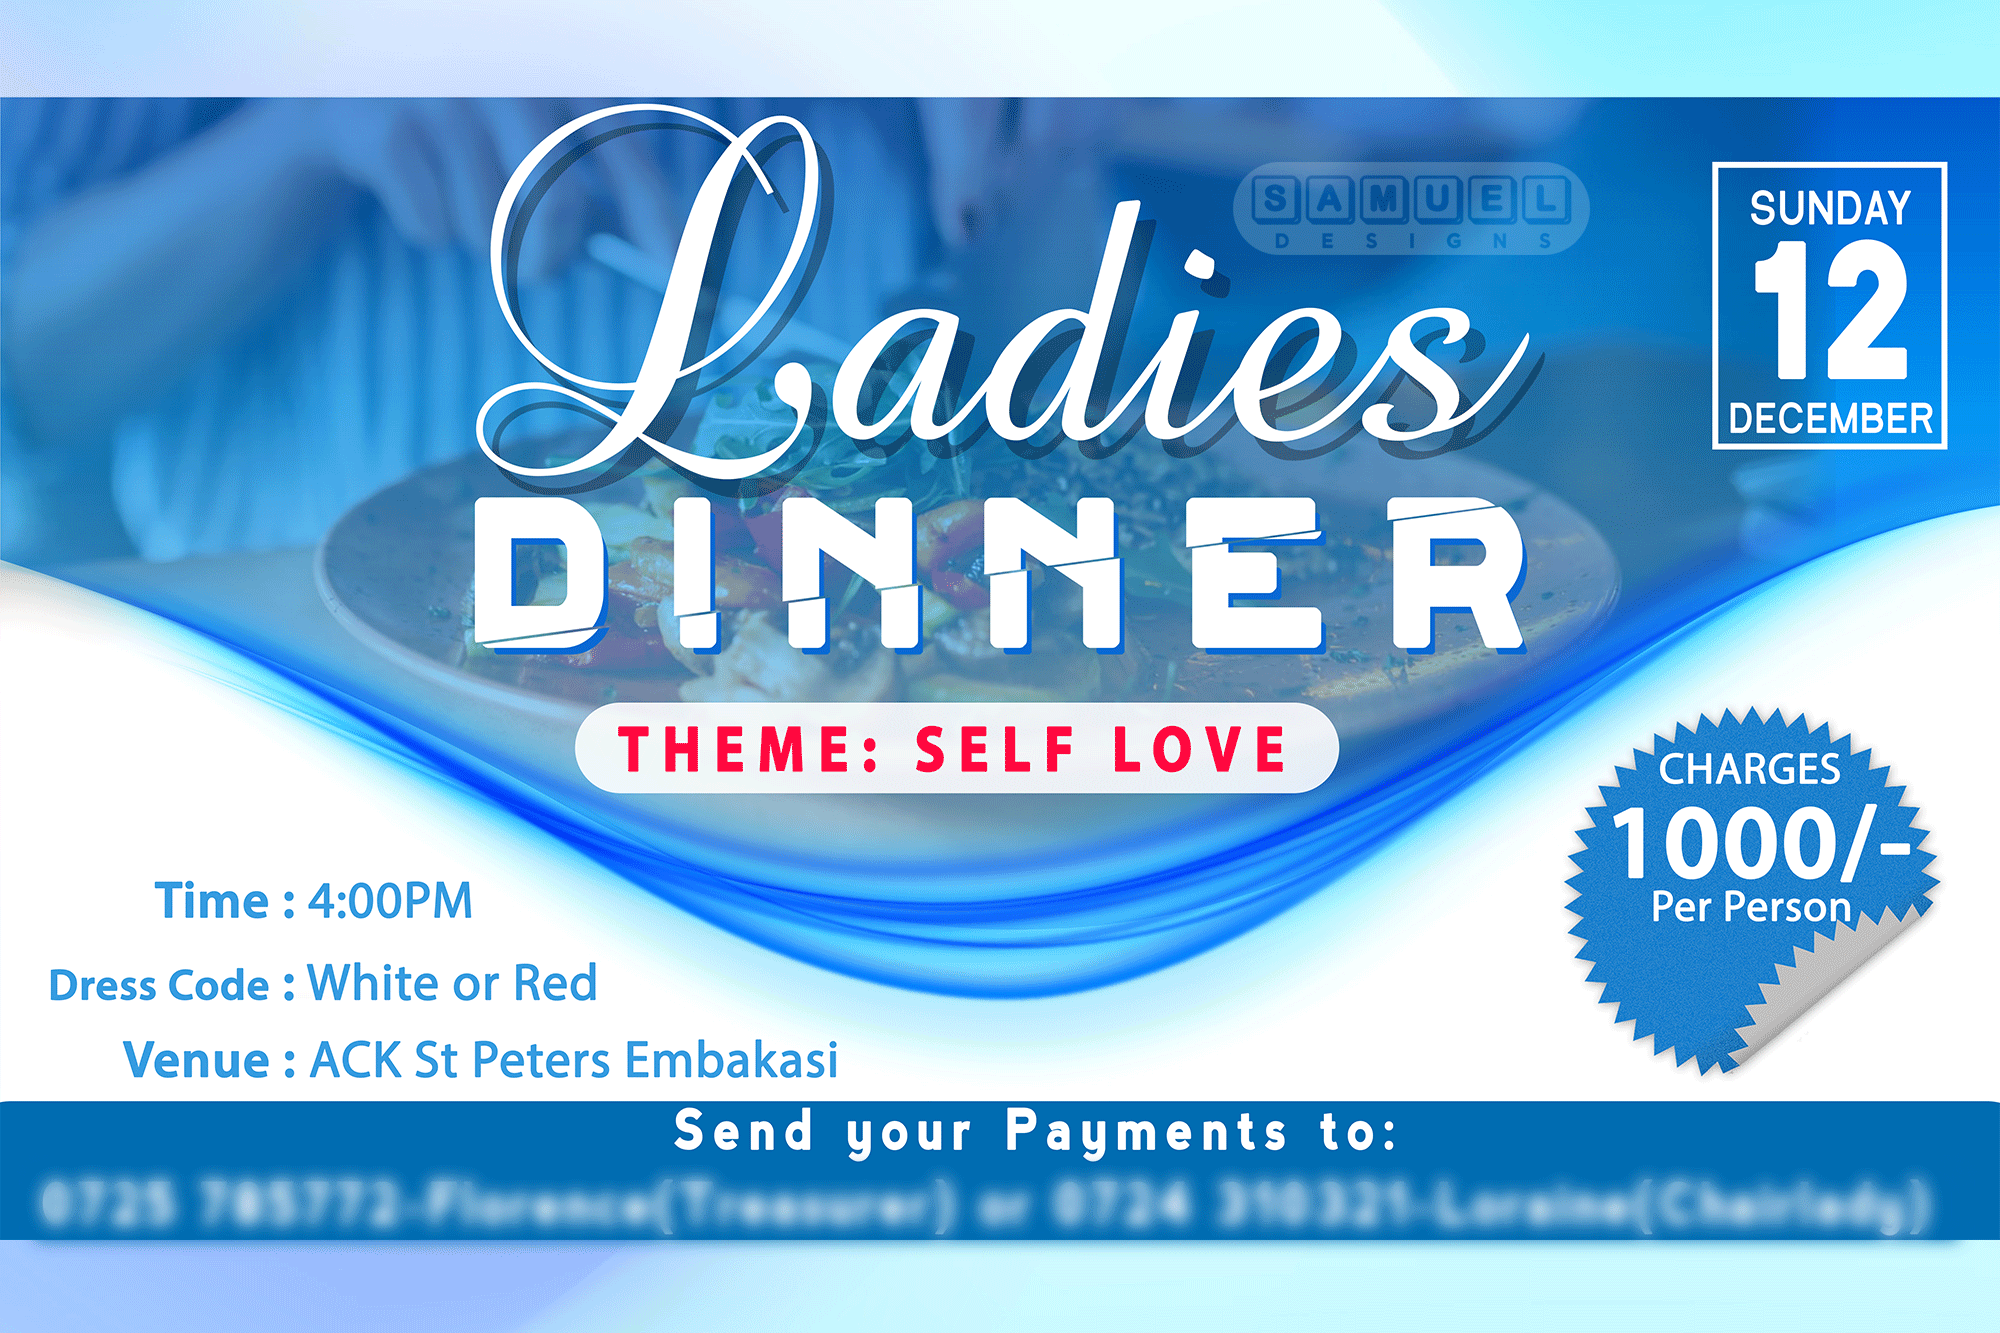 SAMUEL
DESIGNS
SUNDAY
12
DECEMBER
Ladies
DINNER
THEME: SELF LOVE
CHARGES
1000/-
Per Person
Time : 4:00PM
Dress Code : White or Red
Venue : ACK St Peters Embakasi
Send your Payments to: